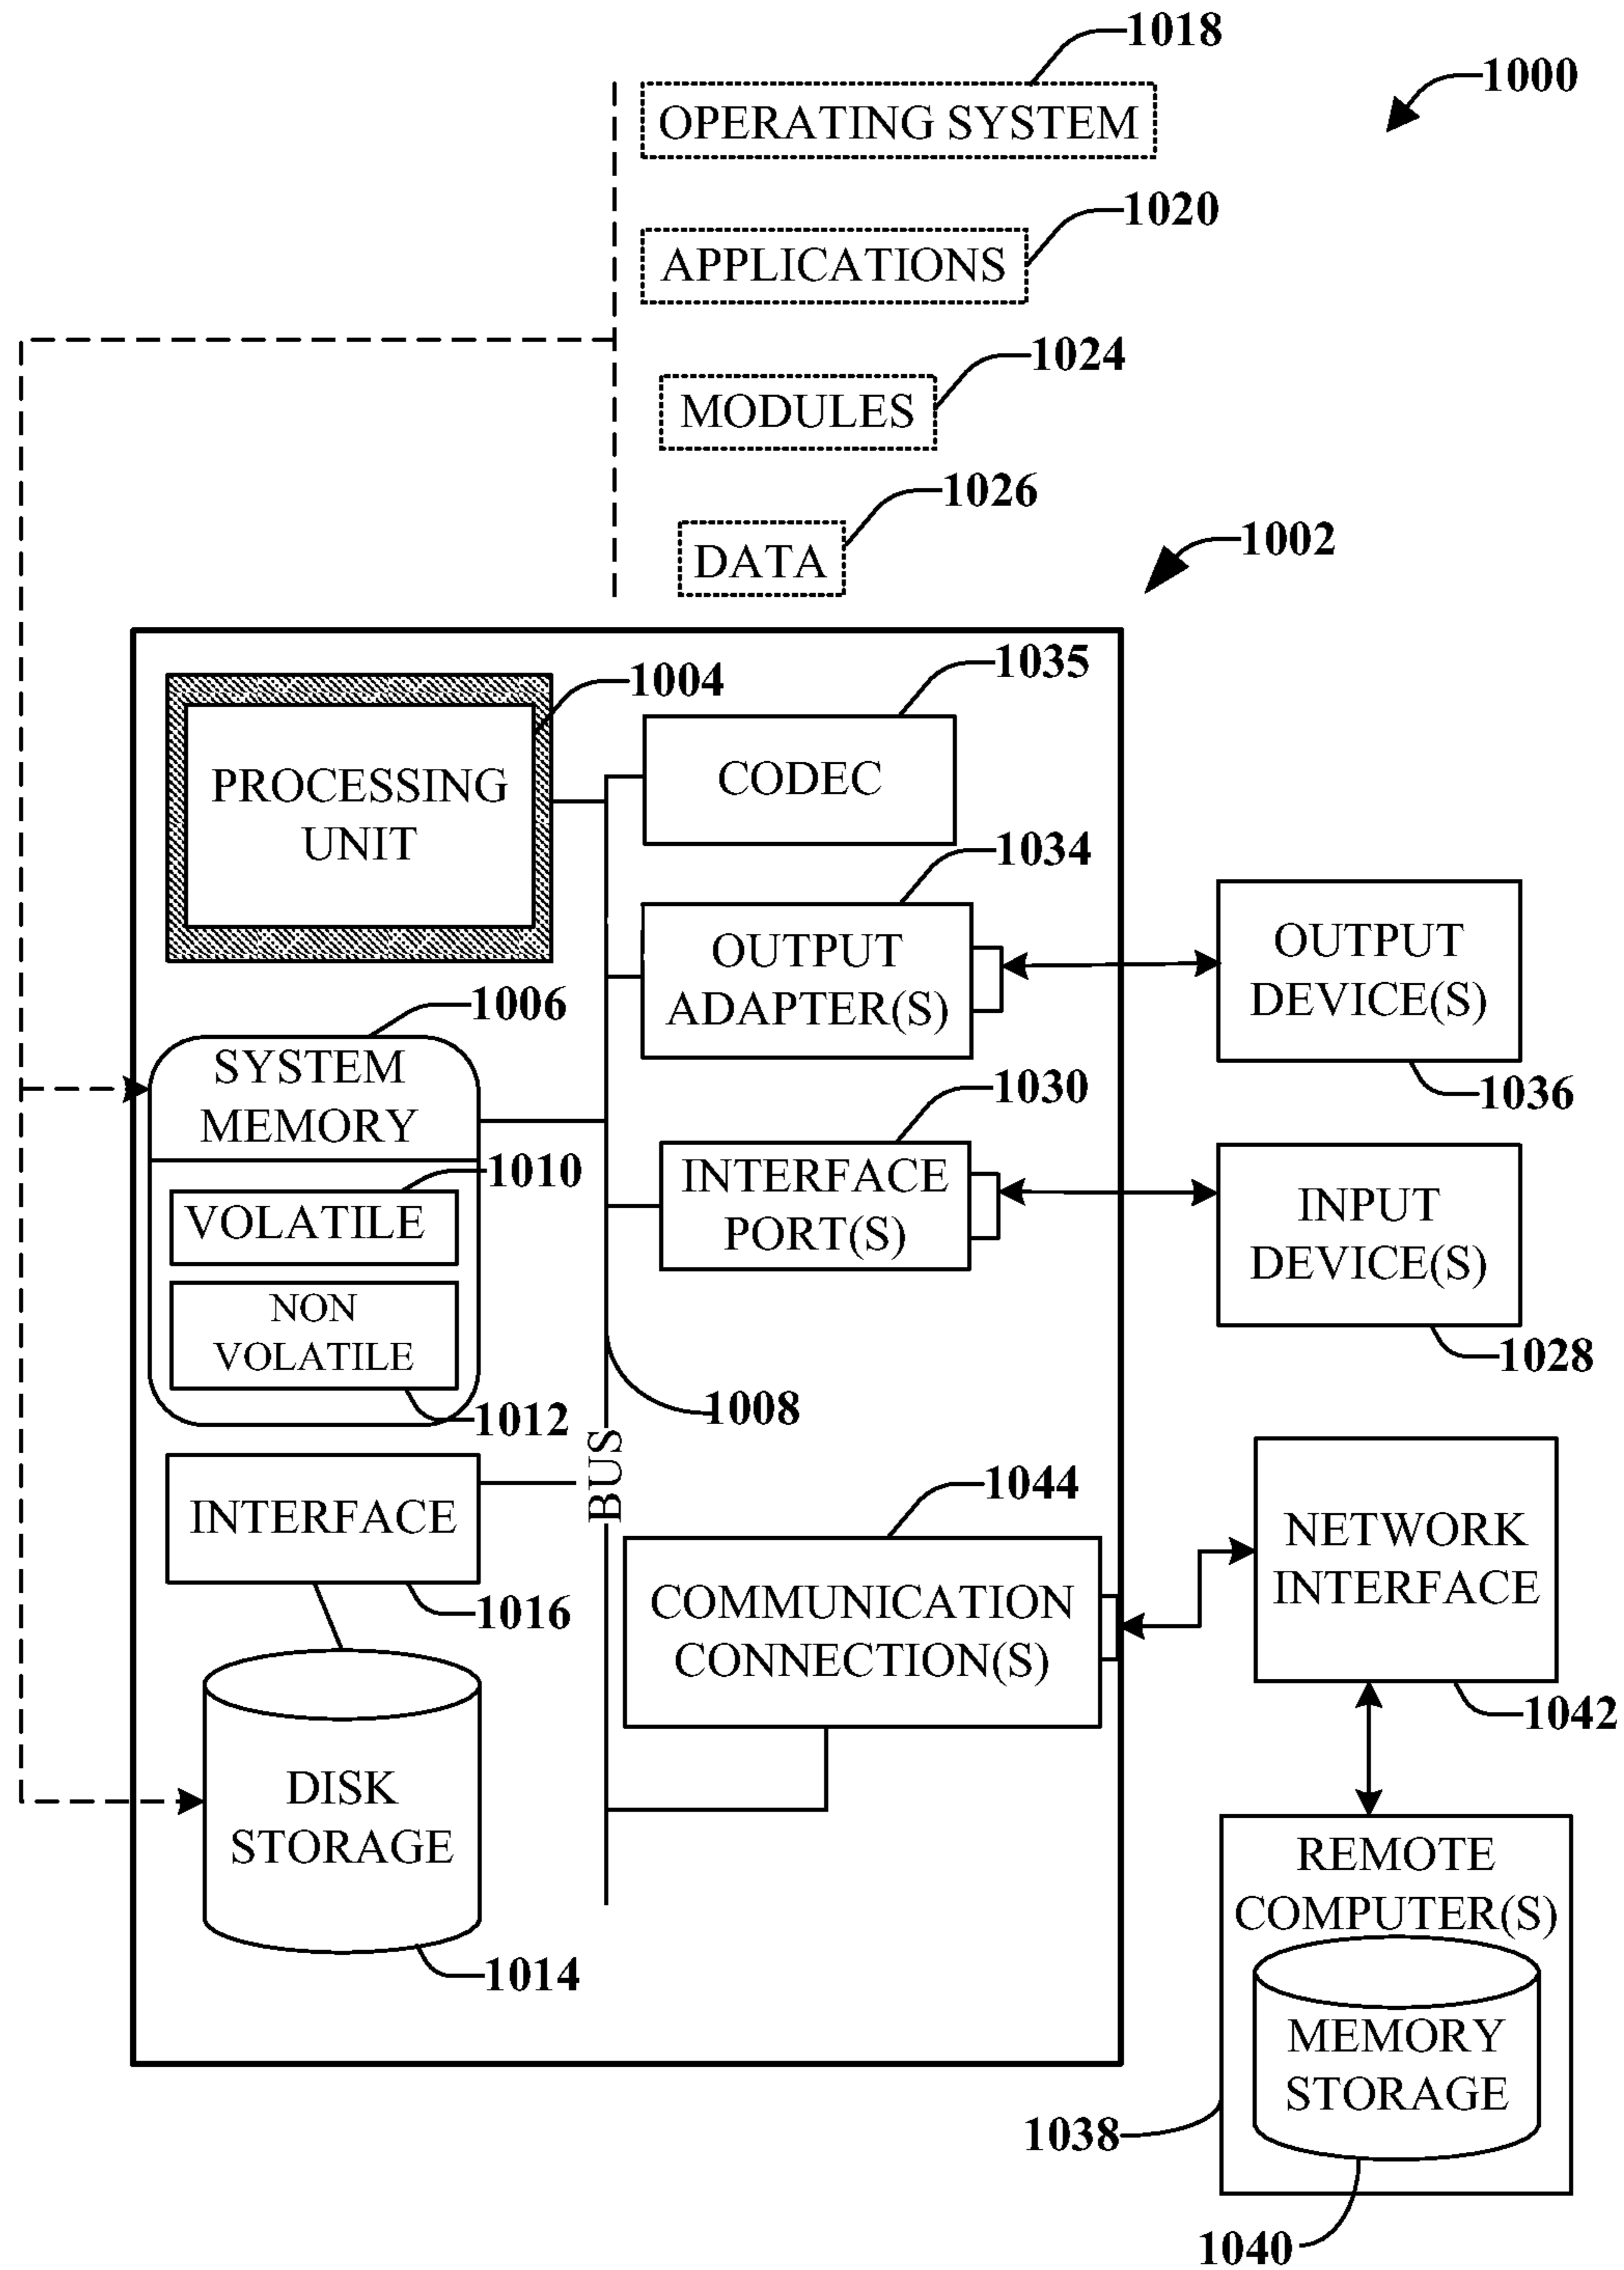 1018
1000
OPERATING SYSTEM
1020
APPLICATIONS
1024
MODULES
1026
DATA
1002
1035
1004
PROCESSING
UNIT
CODEC
1034
OUTPUT
ADAPTER(S)
OUTPUT
DEVICE(S)
1036
1006
SYSTEM
MEMORY
1030
1010
VOLATILE
INTERFACE
PORT(S)
INPUT
DEVICE(S)
1028
NON
VOLATILE
1012
1008
BUS
INTERFACE
1016
1044
COMMUNICATION
CONNECTION(S)
NETWORK
INTERFACE
1042
DISK
STORAGE
1014
REMOTE
COMPUTER(S)
MEMORY
STORAGE
1038
1040